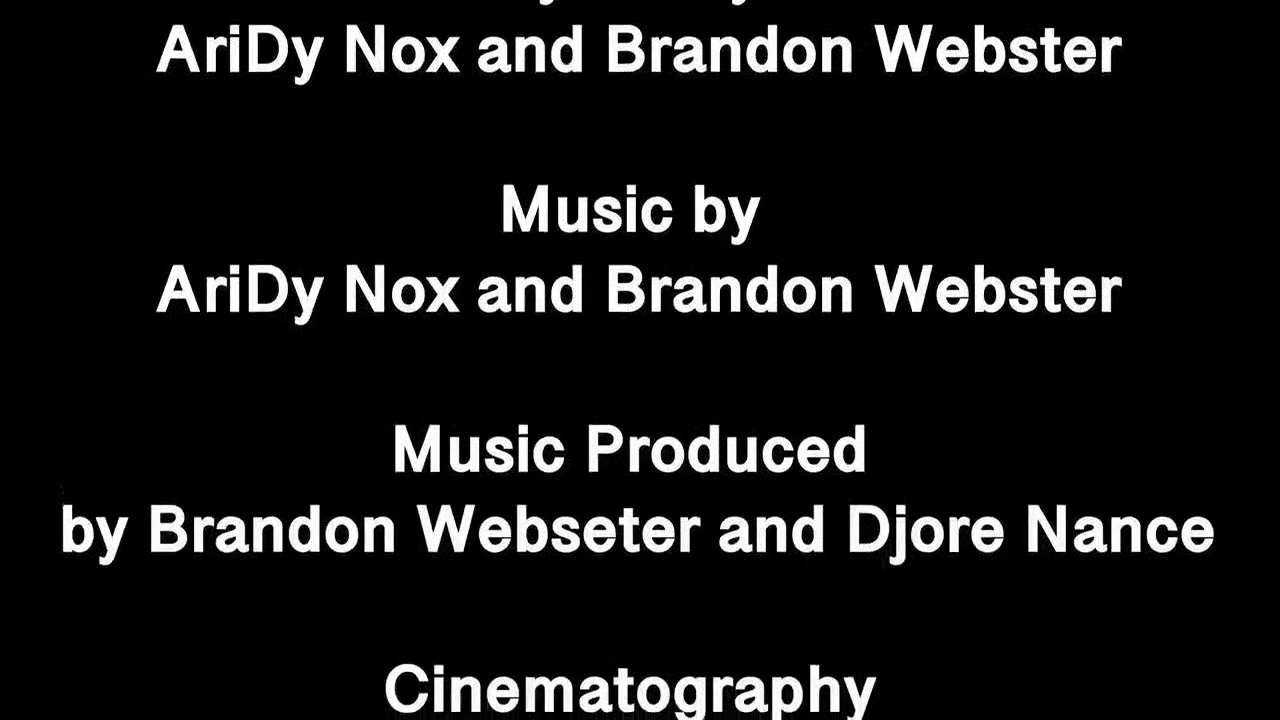 AriDy Nox and Brandon Webster
Music by
AriDy Nox and Brandon Webster
Music Produced
by Brandon Webseter and Djore Nance
Cinematography